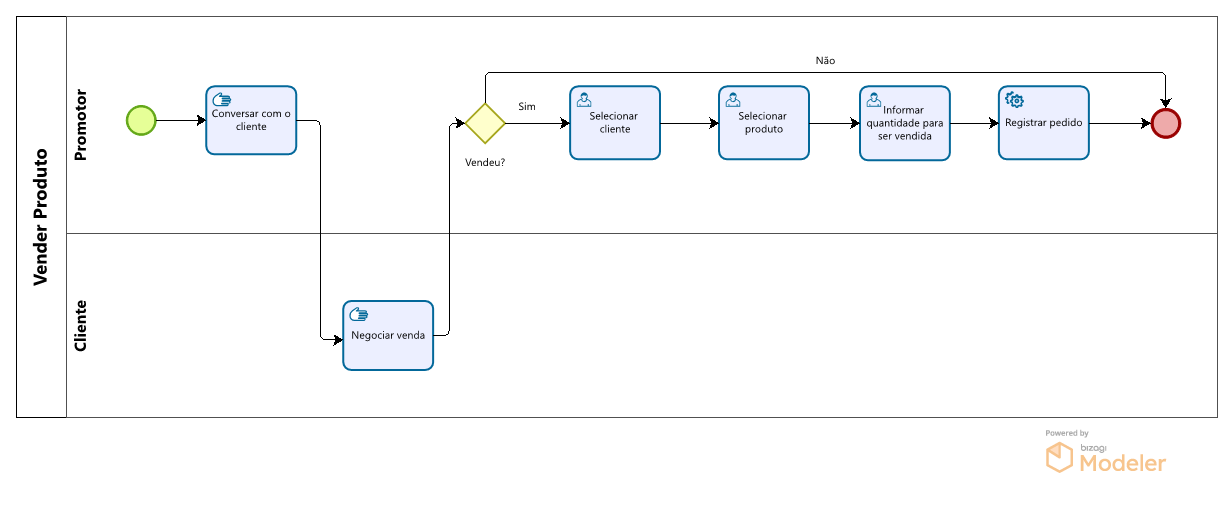 Vender Produto
Promotor
Conversar com o
cliente
Vendeu?
Sim
Não
Selecionar
cliente
Selecionar
produto
Informar
quantidade para
ser vendida
Registrar pedido
Cliente
Negociar venda
Powered by
bizagi
Modeler